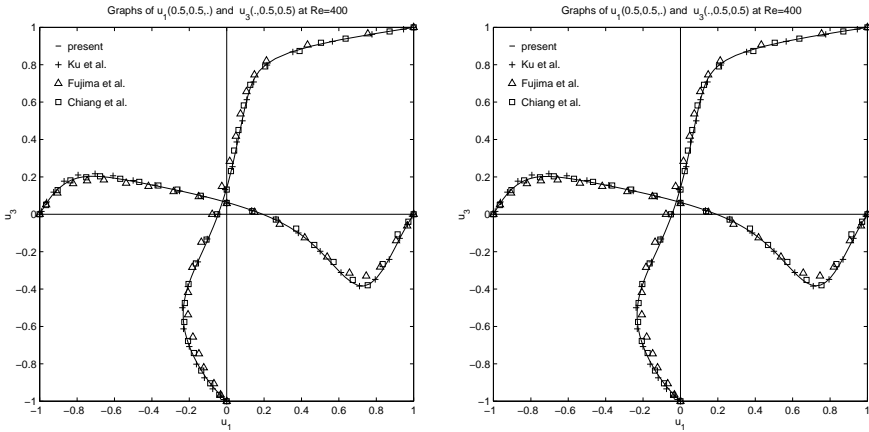 Graphs of u1(0.5,0.5,.) and u3(.,0.5,0.5) at Re=400
1
0.8
0.6
0.4
0.2
0
−0.2
−0.4
−0.6
−0.8
−1
u3
present
Ku et al.
Fujima et al.
Chiang et al.
−1 −0.8 −0.6 −0.4 −0.2 0 0.2 0.4 0.6 0.8 1
u1
Graphs of u1(0.5,0.5,.) and u3(.,0.5,0.5) at Re=400
1
0.8
0.6
0.4
0.2
0
−0.2
−0.4
−0.6
−0.8
−1
u3
present
Ku et al.
Fujima et al.
Chiang et al.
−1 −0.8 −0.6 −0.4 −0.2 0 0.2 0.4 0.6 0.8 1
u1